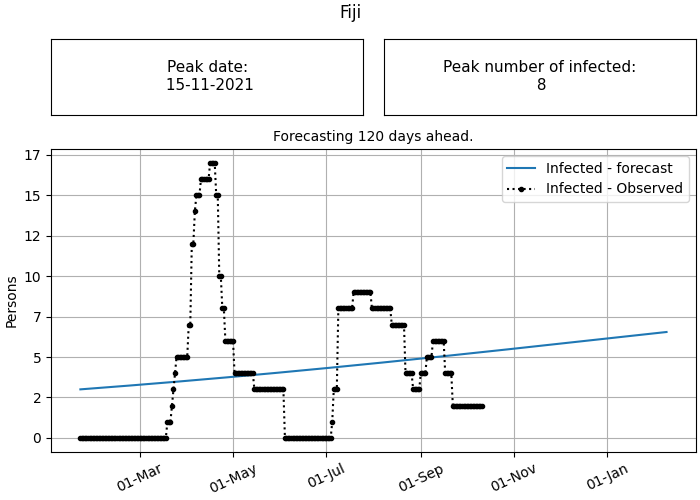 Fiji
Peak date:
15-11-2021
Peak number of infected:
8
Forecasting 120 days ahead.
Infected - forecast
Infected - Observed
Persons
17
15
12
10
7
5
2
0
01-Mar
01-May
01-Jul
01-Sep
01-Nov
01-Jan